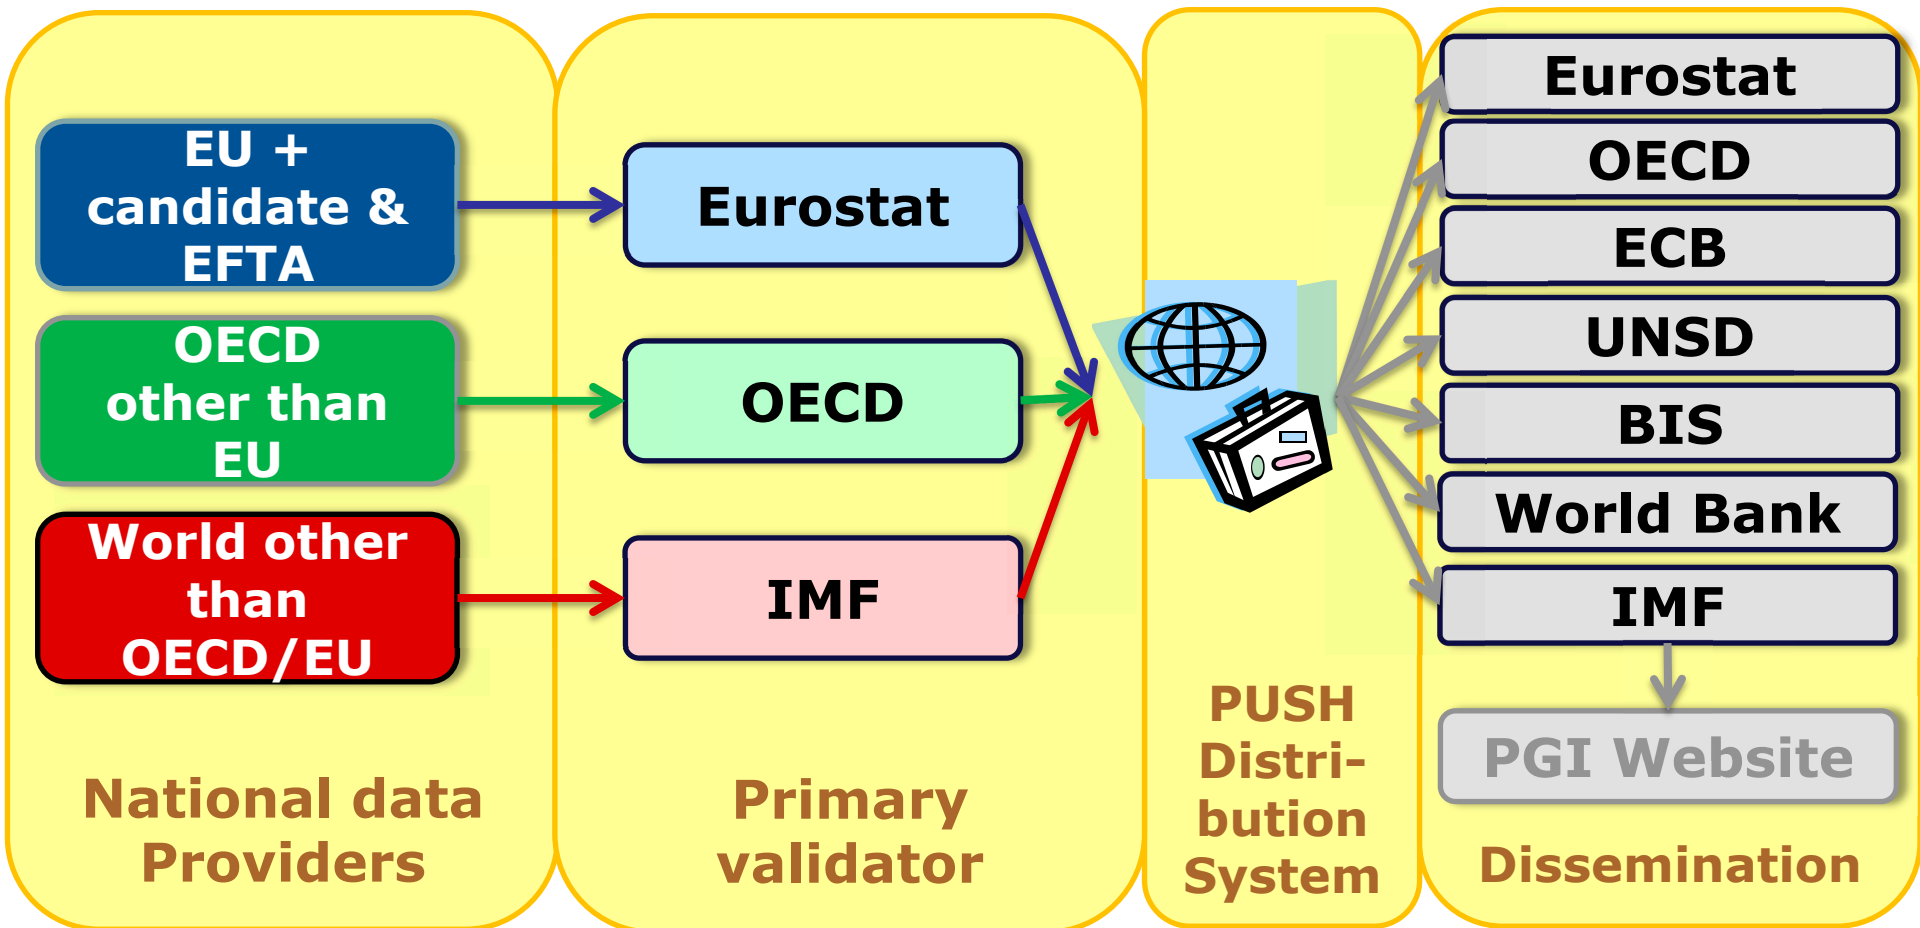 EU +
candidate &
EFTA
OECD
other than
EU
World other
than
OECD/EU
National data
Providers
Eurostat
OECD
IMF
Primary
validator
PUSH
Distri-
bution
System
Eurostat
OECD
ECB
UNSD
BIS
World Bank
IMF
PGI Website
Dissemination